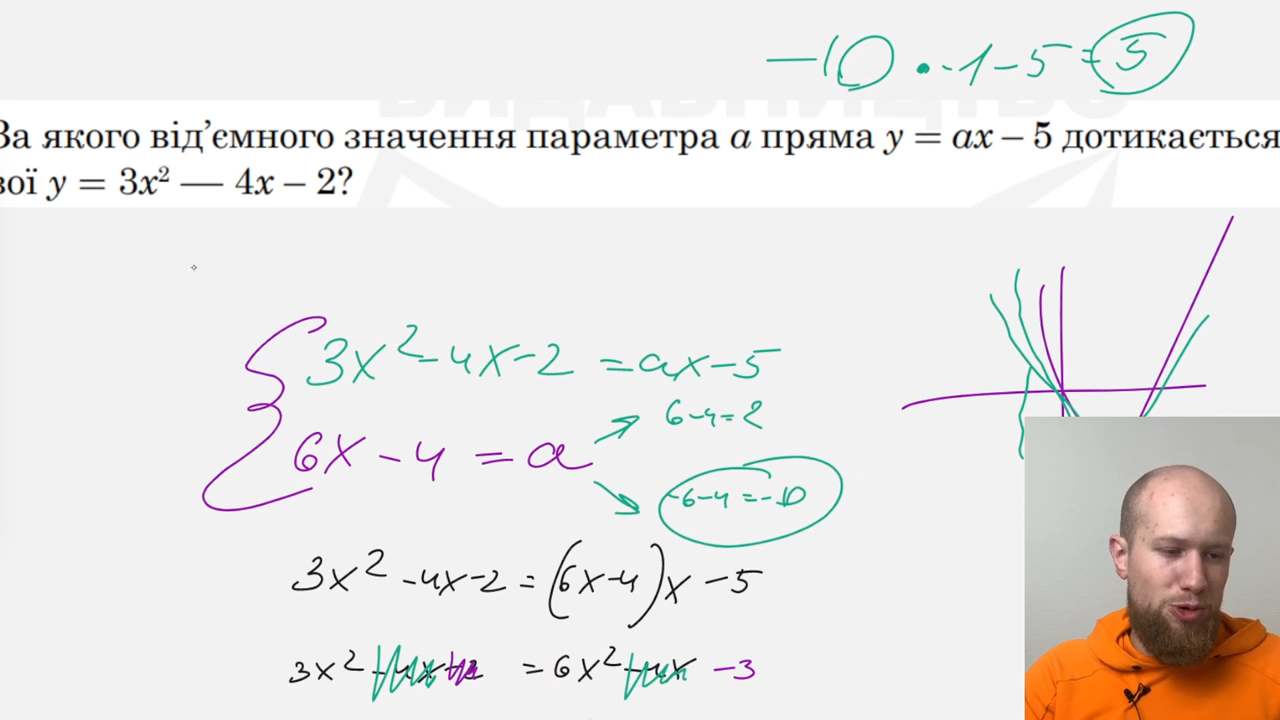 -10 · -1 - 5 = 5
За якого від’ємного значення параметра a пряма y = ax – 5 дотикається
вої y = 3x² — 4x – 2?
3x² - 4x - 2 = ax - 5
6 - 4 = 2
6x - 4 = a
-6 - 4 = -10
3x² - 4x - 2 = (6x - 4)x - 5
3x² = 6x² - 3